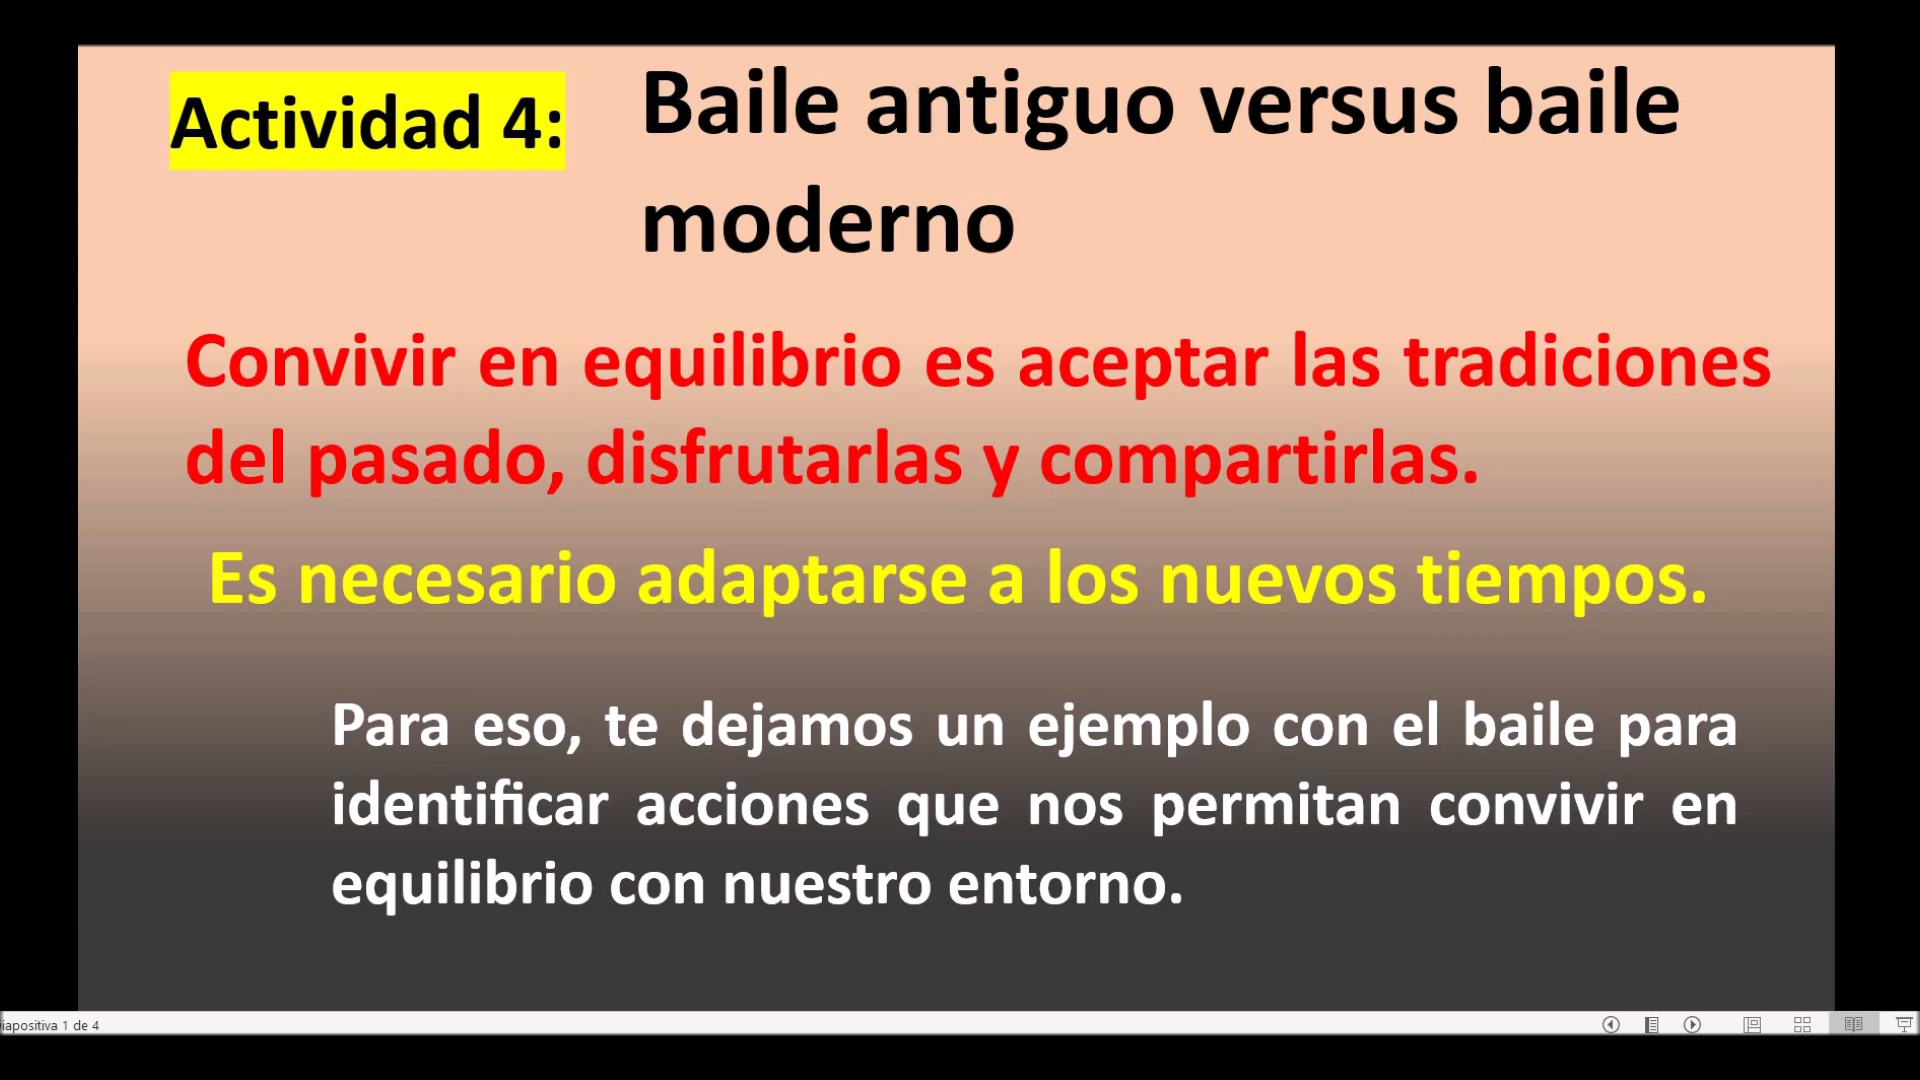 Actividad 4:
Baile antiguo versus baile
moderno
Convivir en equilibrio es aceptar las tradiciones
del pasado, disfrutarlas y compartirlas.
Es necesario adaptarse a los nuevos tiempos.
Para eso, te dejamos un ejemplo con el baile para
identificar acciones que nos permitan convivir en
equilibrio con nuestro entorno.
iapositiva 1 de 4